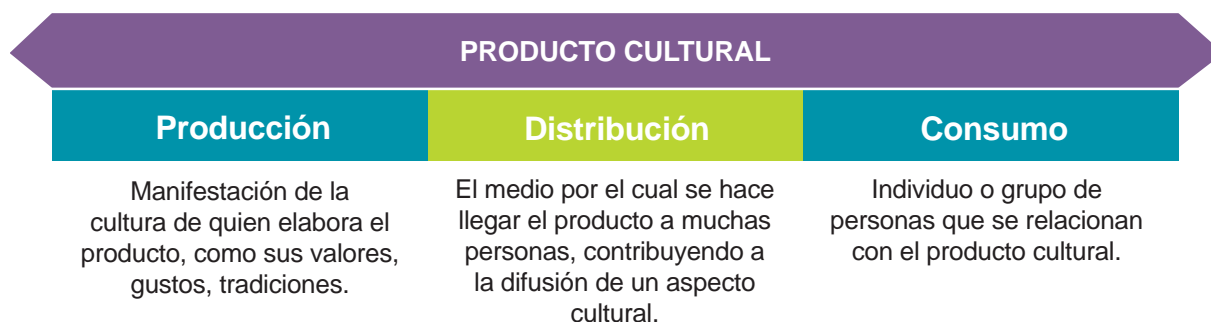 PRODUCTO CULTURAL
Producción
Manifestación de la
cultura de quien elabora el
producto, como sus valores,
gustos, tradiciones.
Distribución
El medio por el cual se hace
llegar el producto a muchas
personas, contribuyendo a
la difusión de un aspecto
cultural.
Consumo
Individuo o grupo de
personas que se relacionan
con el producto cultural.